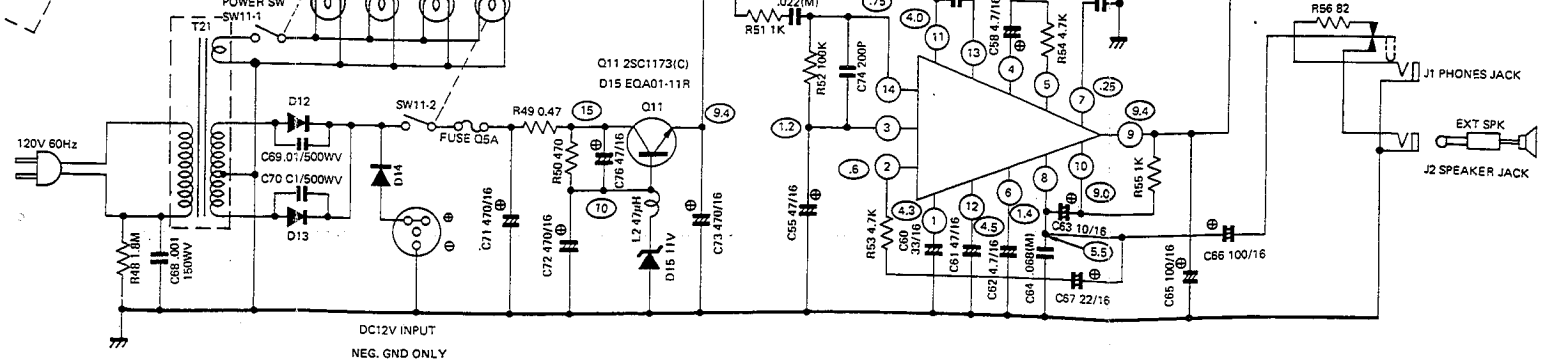 POWER SW
SW11-1
T21
120V 60Hz
R48 1.8M
C68 .001
150WV
D12
C69.01/500WV
C70 C1/500WV
D13
D14
SW11-2
FUSE Q5A
DC12V INPUT
NEG. GND ONLY
⊕
⊖
R49 0.47
C71 470/16
15
R50 470
C76 47/16
C72 470/16
10
Q11 2SC1173(C)
D15 EQA01-11R
Q11
9.4
L2 47μH
D15 11V
C73 470/16
R51 1K
.022(M)
R52 100K
C74 200P
1.2
C55 47/16
.75
4.0
11
13
C58 4.7/16
4
R54 4.7K
5
7
.25
14
3
2
.6
9
9.4
10
8
6
12
1
4.3
4.5
1.4
9.0
5.5
R53 4.7K
C60
33/16
C61 47/16
C62 4.7/16
C64 .068(M)
C63 10/16
C67 22/16
R55 1K
C65 100/16
C66 100/16
R56 82
J1 PHONES JACK
EXT SPK
J2 SPEAKER JACK